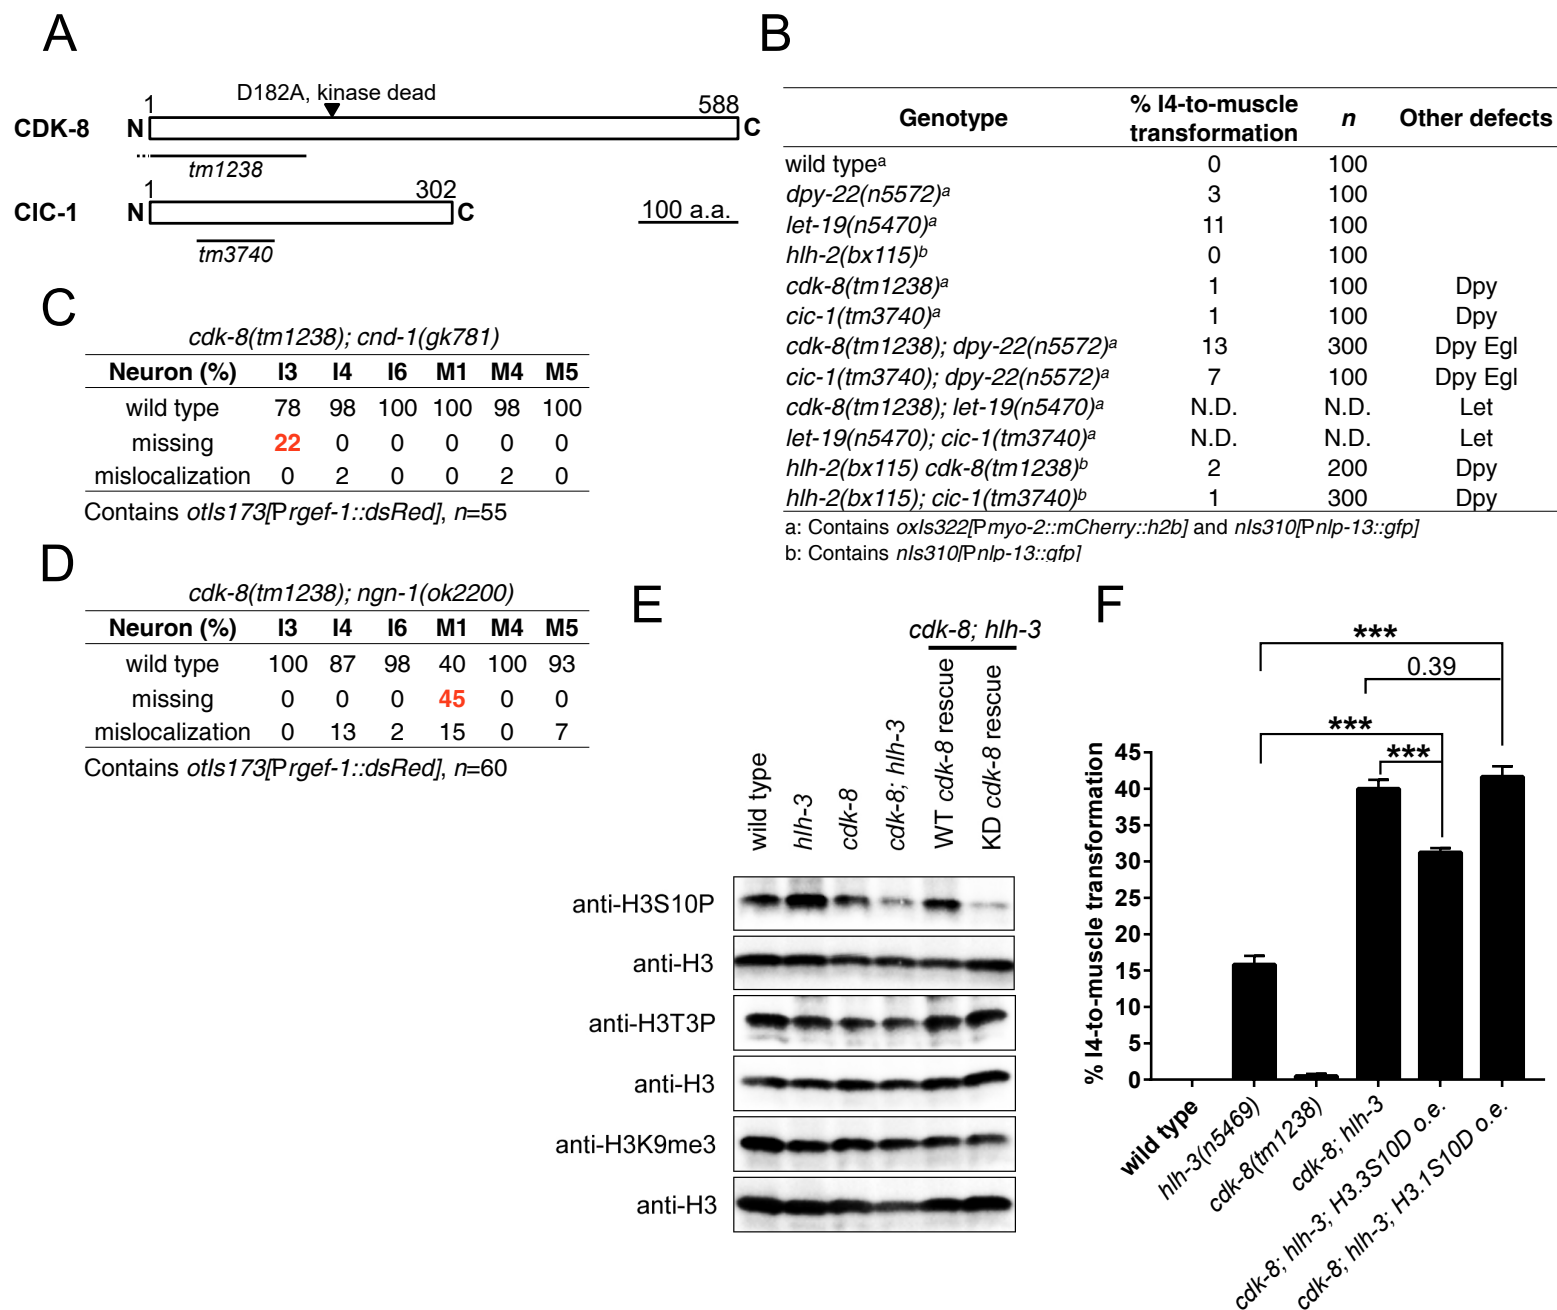 A
1 D182A, kinase dead 588
CDK-8 N C
tm1238
1 302
CIC-1 N C 100 a.a.
tm3740
B
Genotype % I4-to-muscle transformation n Other defects
wild typeᵃ 0 100
dpy-22(n5572)ᵃ 3 100
let-19(n5470)ᵃ 11 100
hlh-2(bx115)ᵇ 0 100
cdk-8(tm1238)ᵃ 1 100 Dpy
cic-1(tm3740)ᵃ 1 100 Dpy
cdk-8(tm1238); dpy-22(n5572)ᵃ 13 300 Dpy Egl
cic-1(tm3740); dpy-22(n5572)ᵃ 7 100 Dpy Egl
cdk-8(tm1238); let-19(n5470)ᵃ N.D. N.D. Let
let-19(n5470); cic-1(tm3740)ᵃ N.D. N.D. Let
hlh-2(bx115) cdk-8(tm1238)ᵇ 2 200 Dpy
hlh-2(bx115); cic-1(tm3740)ᵇ 1 300 Dpy
a: Contains oxIs322[Pmyo-2::mCherry::h2b] and nIs310[Pnlp-13::gfp]
b: Contains nIs310[Pnlp-13::gfp]
C
cdk-8(tm1238); cnd-1(gk781)
Neuron (%) I3 I4 I6 M1 M4 M5
wild type 78 98 100 100 98 100
missing 22 0 0 0 0 0
mislocalization 0 2 0 0 2 0
Contains otIs173[Prgef-1::dsRed], n=55
D
cdk-8(tm1238); ngn-1(ok2200)
Neuron (%) I3 I4 I6 M1 M4 M5
wild type 100 87 98 40 100 93
missing 0 0 0 45 0 0
mislocalization 0 13 2 15 0 7
Contains otIs173[Prgef-1::dsRed], n=60
E
cdk-8; hlh-3
wild type
hlh-3
cdk-8
cdk-8; hlh-3
WT cdk-8 rescue
KD cdk-8 rescue
anti-H3S10P
anti-H3
anti-H3T3P
anti-H3
anti-H3K9me3
anti-H3
F
***
0.39
***
***
% I4-to-muscle transformation
45
40
35
30
25
20
15
10
5
0
wild type
hlh-3(n5469)
cdk-8(tm1238)
cdk-8; hlh-3
cdk-8; hlh-3; H3.3S10D o.e.
cdk-8; hlh-3; H3.1S10D o.e.